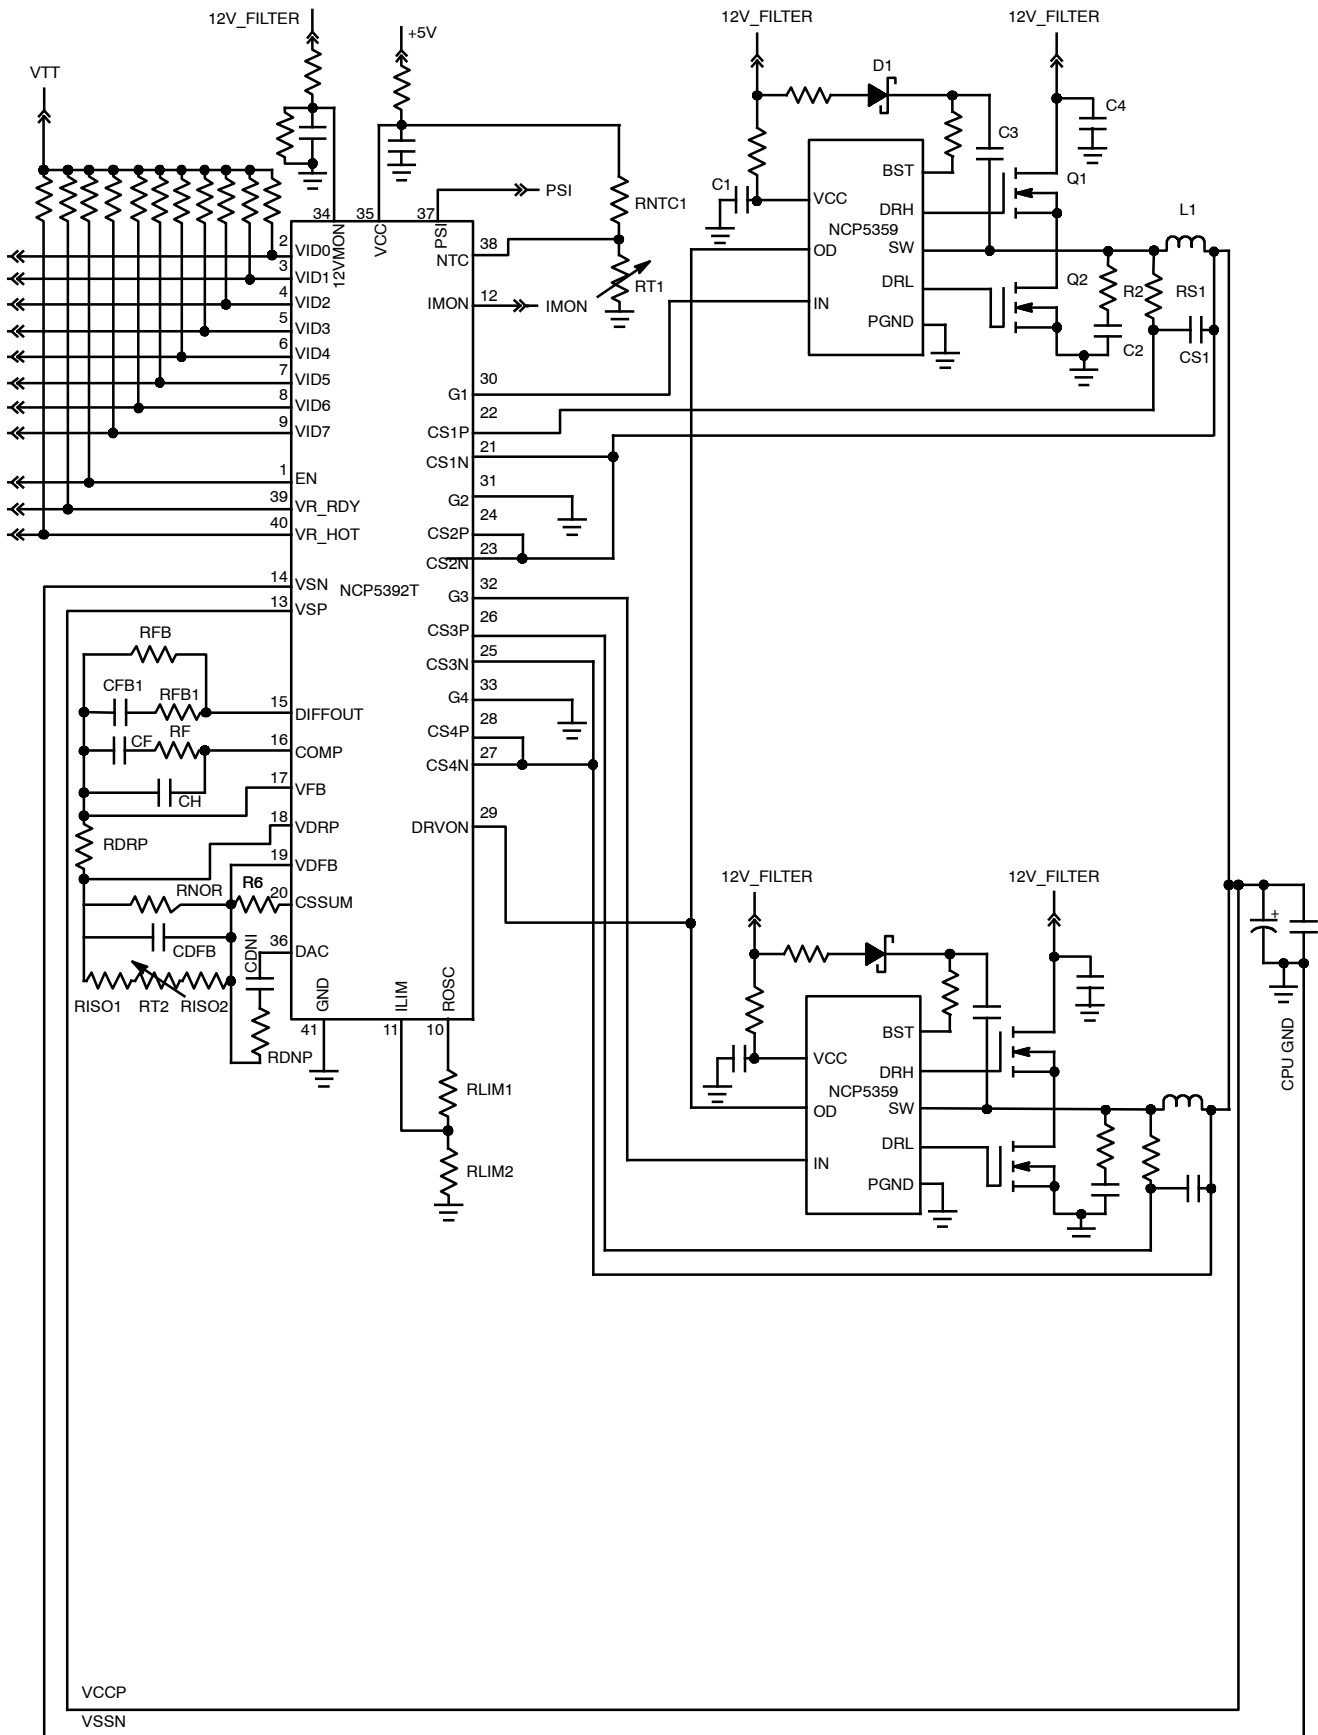 12V_FILTER
+5V
12V_FILTER
12V_FILTER
VTT
D1
C4
C3
BST
Q1
PSI
RNTC1
C1
VCC
DRH
NCP5359
L1
34
35
37
12VMON
VCC
PSI
2
VID0
38
NTC
OD
SW
3
VID1
RT1
DRL
Q2
R2
RS1
4
VID2
12
IMON
IMON
IN
5
VID3
PGND
6
VID4
C2
CS1
7
VID5
30
G1
8
VID6
22
9
VID7
CS1P
21
CS1N
1
EN
31
G2
39
VR_RDY
24
40
VR_HOT
CS2P
23
CS2N
14
VSN
NCP5392T
32
G3
13
VSP
26
RFB
CS3P
25
CS3N
CFB1
RFB1
33
G4
15
DIFFOUT
28
CF
RF
CS4P
16
COMP
27
CS4N
17
VFB
CH
18
VDRP
29
DRVON
RDRP
19
VDFB
RNOR
R6
20
CSSUM
12V_FILTER
12V_FILTER
+
36
DAC
CDFB
CDNI
RISO1
RT2
RISO2
GND
ILIM
ROSC
41
11
10
RDNP
BST
VCC
DRH
NCP5359
CPU GND
RLIM1
OD
SW
DRL
RLIM2
IN
PGND
VCCP
VSSN